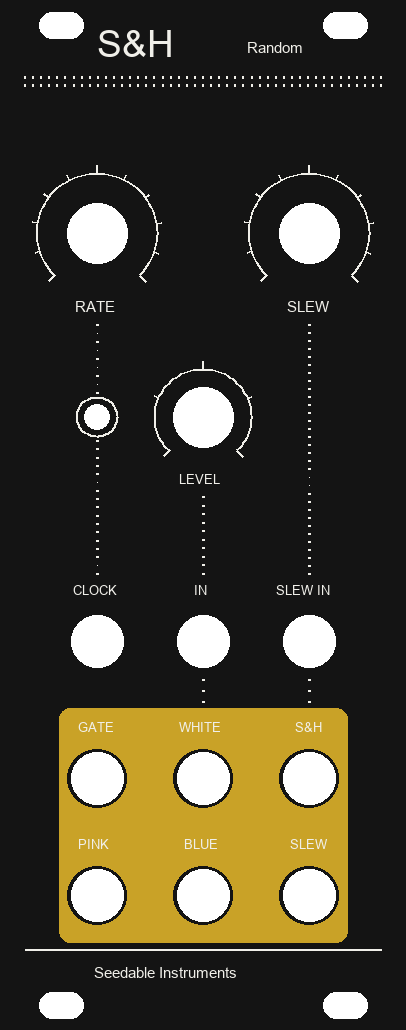 S&H
Random
RATE
SLEW
LEVEL
CLOCK
IN
SLEW IN
GATE
WHITE
S&H
PINK
BLUE
SLEW
Seedable Instruments